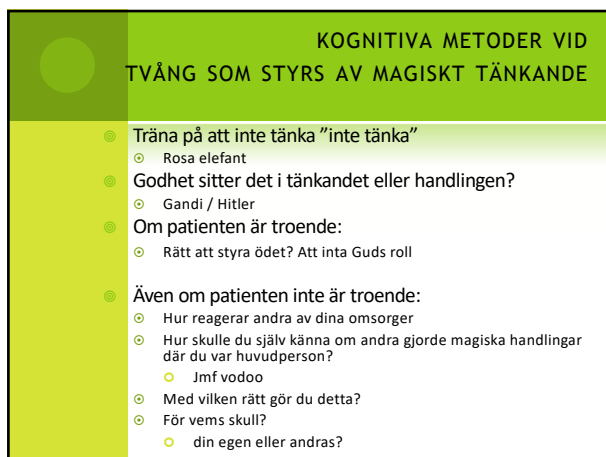 KOGNITIVA METODER VID
TVÅNG SOM STYRS AV MAGISKT TÄNKANDE
Träna på att inte tänka ”inte tänka”
Rosa elefant
Godhet sitter det i tänkandet eller handlingen?
Gandi / Hitler
Om patienten är troende:
Rätt att styra ödet? Att inta Guds roll
Även om patienten inte är troende:
Hur reagerar andra av dina omsorger
Hur skulle du själv känna om andra gjorde magiska handlingar
där du var huvudperson?
Jmf vodoo
Med vilken rätt gör du detta?
För vems skull?
din egen eller andras?